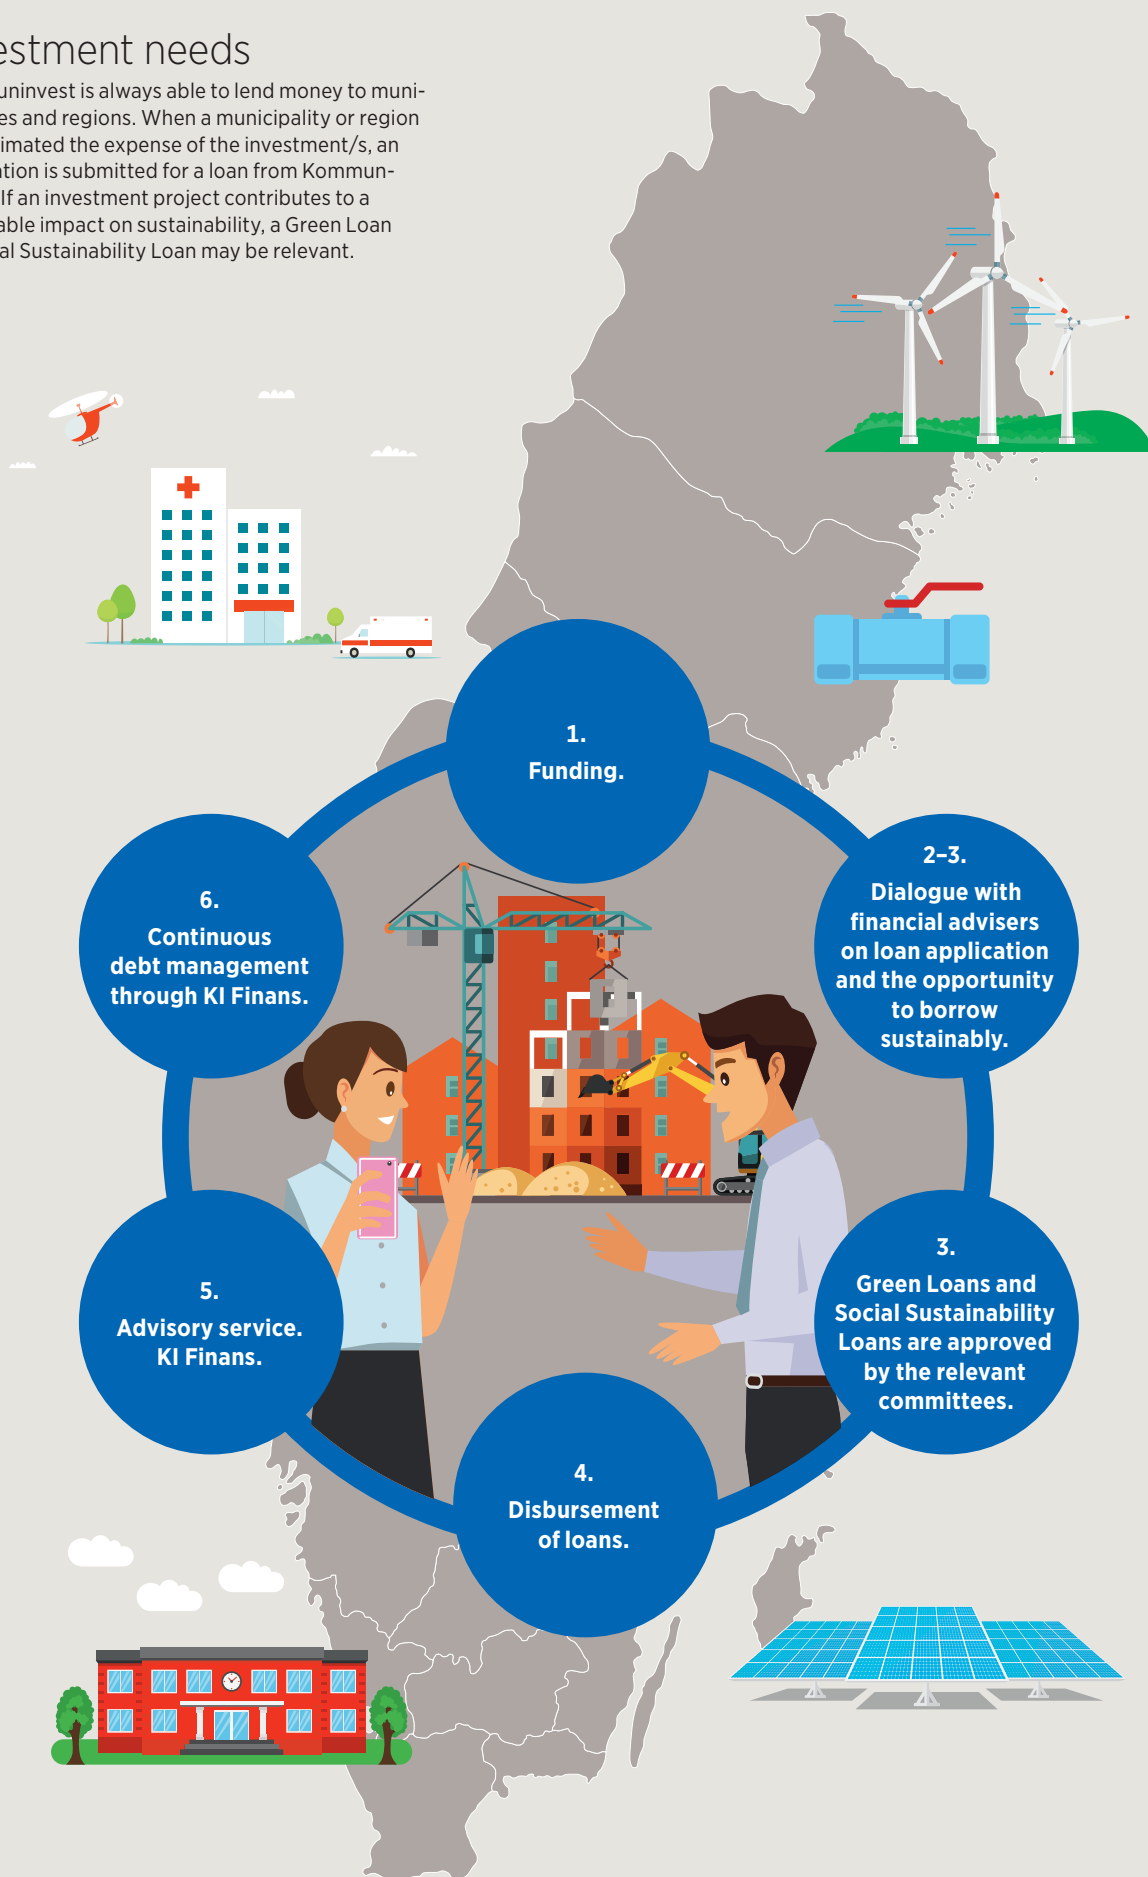 estment needs
uninvest is always able to lend money to muni-
es and regions. When a municipality or region
imated the expense of the investment/s, an
ation is submitted for a loan from Kommun-
If an investment project contributes to a
able impact on sustainability, a Green Loan
al Sustainability Loan may be relevant.
1.
Funding.
2–3.
Dialogue with
financial advisers
on loan application
and the opportunity
to borrow
sustainably.
3.
Green Loans and
Social Sustainability
Loans are approved
by the relevant
committees.
4.
Disbursement
of loans.
5.
Advisory service.
KI Finans.
6.
Continuous
debt management
through KI Finans.